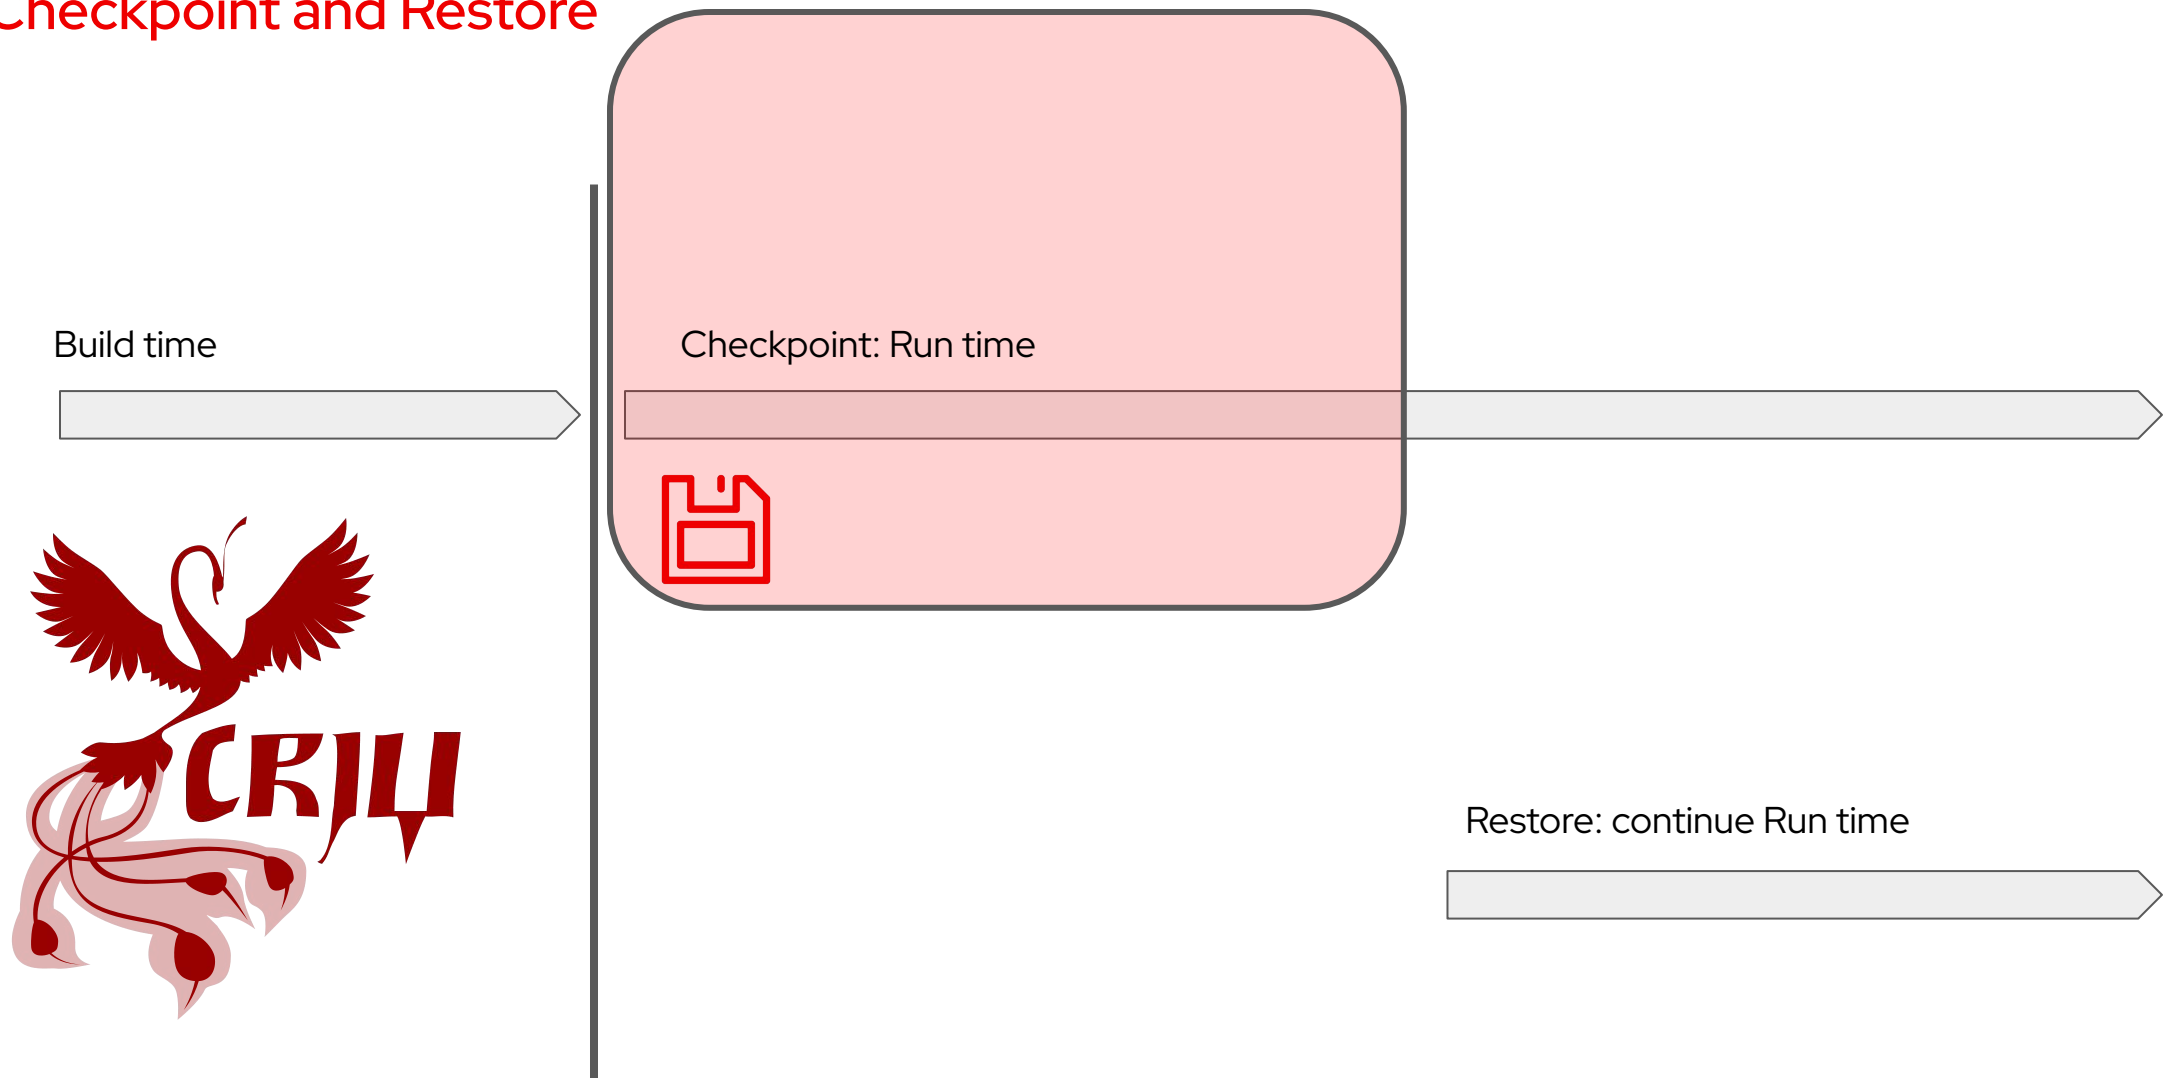 Checkpoint and Restore
Build time
Checkpoint: Run time
CRIU
Restore: continue Run time